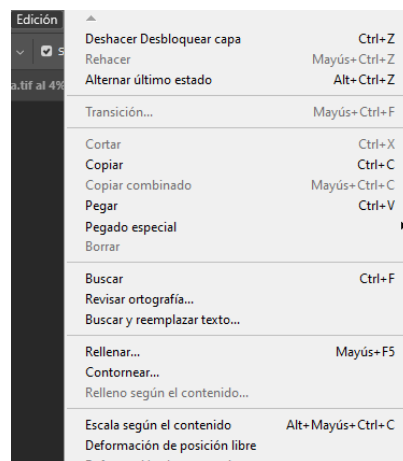 Edición
Deshacer Desbloquear capa Ctrl+Z
Rehacer Mayús+Ctrl+Z
Alternar último estado Alt+Ctrl+Z
a.tif al 4%
Transición... Mayús+Ctrl+F
Cortar Ctrl+X
Copiar Ctrl+C
Copiar combinado Mayús+Ctrl+C
Pegar Ctrl+V
Pegado especial
Borrar
Buscar Ctrl+F
Revisar ortografía...
Buscar y reemplazar texto...
Rellenar... Mayús+F5
Contornear...
Relleno según el contenido...
Escala según el contenido Alt+Mayús+Ctrl+C
Deformación de posición libre